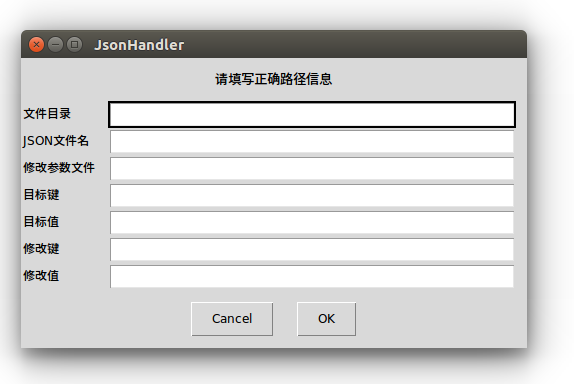 JsonHandler
请填写正确路径信息
文件目录
JSON文件名
修改参数文件
目标键
目标值
修改键
修改值
Cancel OK